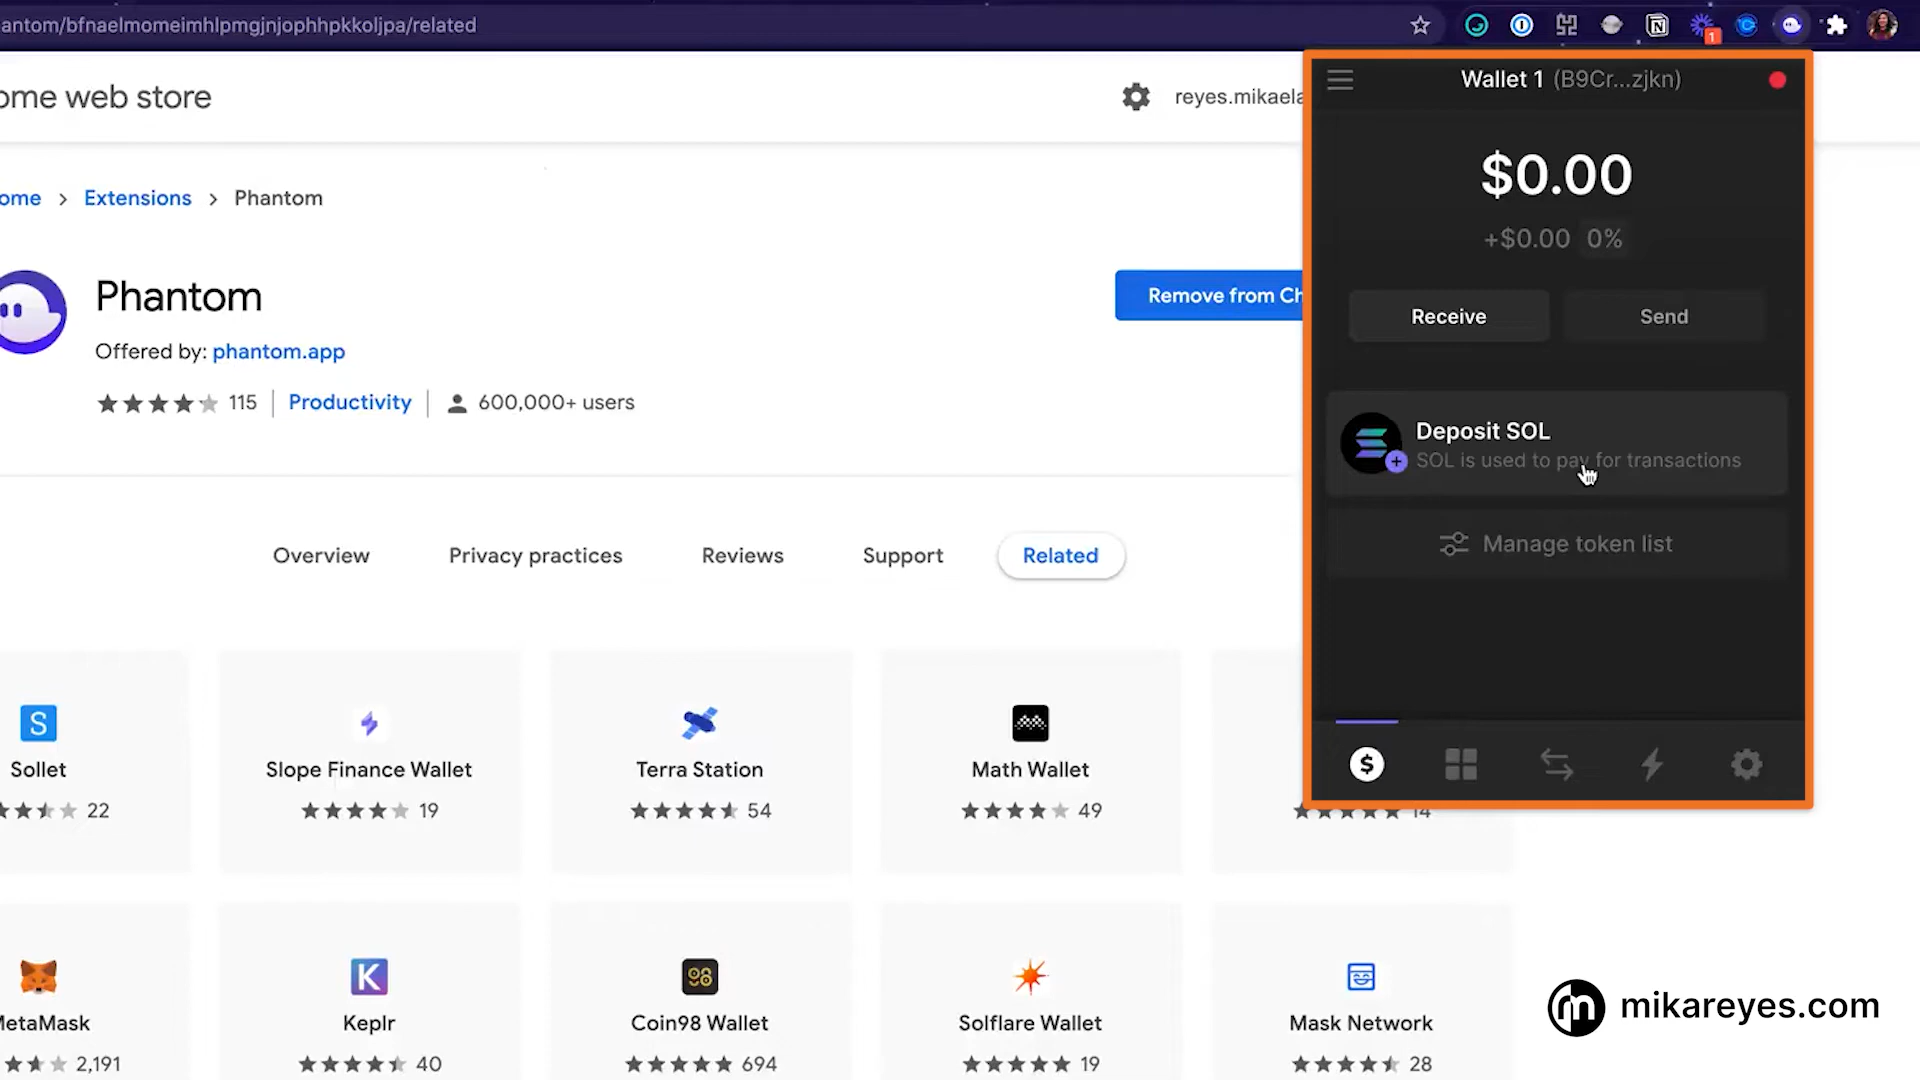 antom/bfnaelmomeimhlpmgjnjophhpkkoljpa/related
1
ome web store
reyes.mikaela
ome > Extensions > Phantom
Phantom
Remove from Ch
Offered by: phantom.app
115 | Productivity | 600,000+ users
Overview
Privacy practices
Reviews
Support
Related
Wallet 1 (B9Cr...zjkn)
$0.00
+$0.00 0%
Receive
Send
Deposit SOL
SOL is used to pay for transactions
Manage token list
$
S
Sollet
22
Slope Finance Wallet
19
Terra Station
54
Math Wallet
49
14
MetaMask
2,191
K
Keplr
40
98
Coin98 Wallet
694
Solflare Wallet
19
Mask Network
28
m mikareyes.com